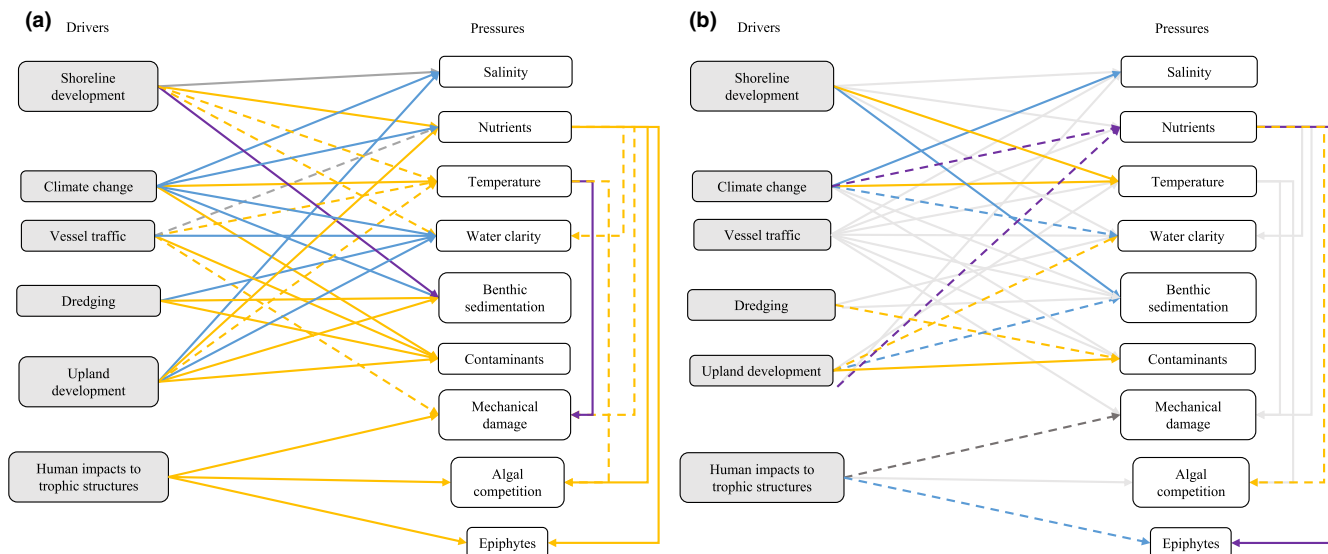 (a)
Drivers
Pressures
Shoreline
development
Climate change
Vessel traffic
Dredging
Upland
development
Human impacts to
trophic structures
Salinity
Nutrients
Temperature
Water clarity
Benthic
sedimentation
Contaminants
Mechanical
damage
Algal
competition
Epiphytes
(b)
Drivers
Pressures
Shoreline
development
Climate change
Vessel traffic
Dredging
Upland development
Human impacts to
trophic structures
Salinity
Nutrients
Temperature
Water clarity
Benthic
sedimentation
Contaminants
Mechanical
damage
Algal
competition
Epiphytes